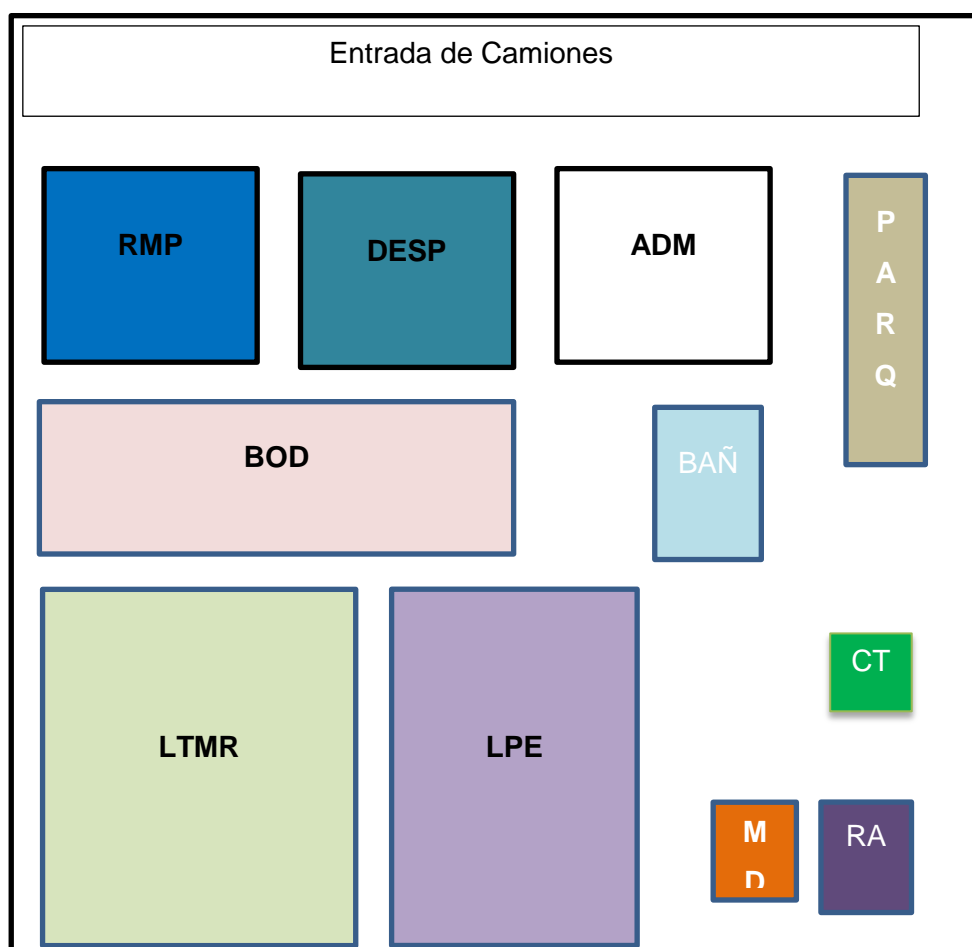 Entrada de Camiones
RMP
DESP
ADM
P
A
R
Q
BOD
BAÑ
CT
LTMR
LPE
M
D
RA